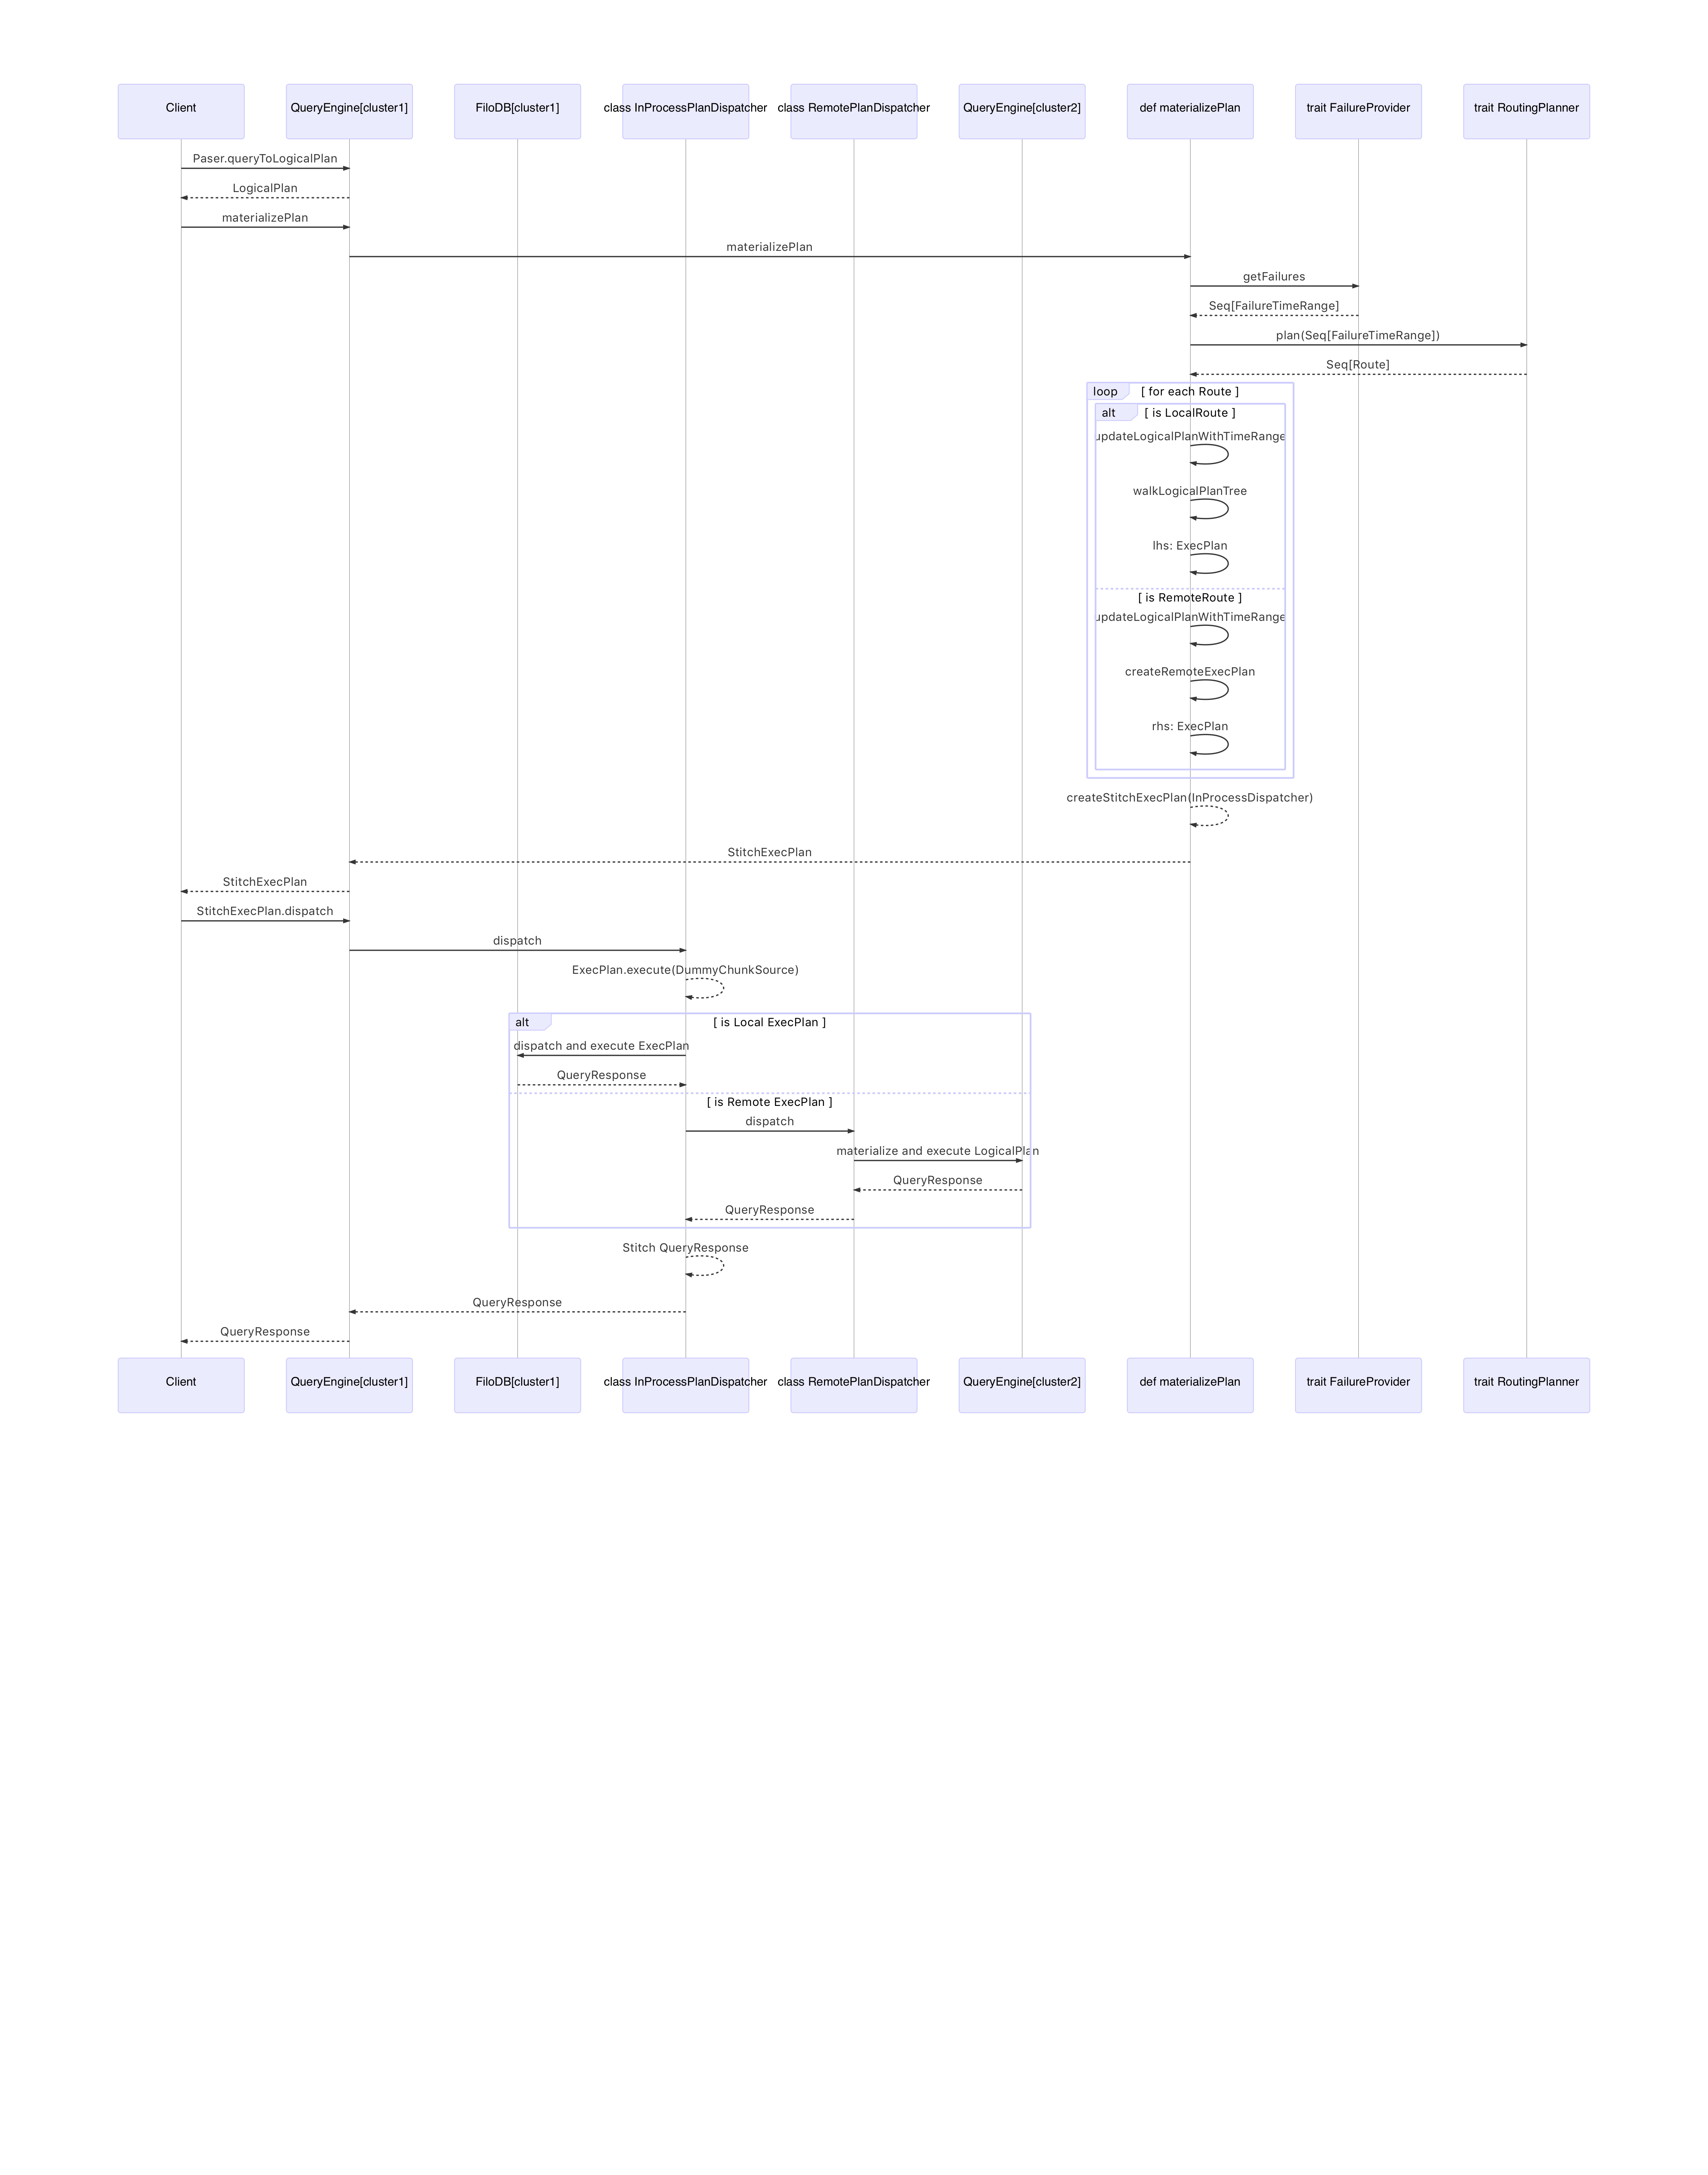 Client
QueryEngine[cluster1]
FiloDB[cluster1]
class InProcessPlanDispatcher
class RemotePlanDispatcher
QueryEngine[cluster2]
def materializePlan
trait FailureProvider
trait RoutingPlanner
Paser.queryToLogicalPlan
LogicalPlan
materializePlan
materializePlan
getFailures
Seq[FailureTimeRange]
plan(Seq[FailureTimeRange])
Seq[Route]
loop
[ for each Route ]
alt
[ is LocalRoute ]
updateLogicalPlanWithTimeRange
walkLogicalPlanTree
lhs: ExecPlan
[ is RemoteRoute ]
updateLogicalPlanWithTimeRange
createRemoteExecPlan
rhs: ExecPlan
createStitchExecPlan(InProcessDispatcher)
StitchExecPlan
StitchExecPlan
StitchExecPlan.dispatch
dispatch
ExecPlan.execute(DummyChunkSource)
alt
[ is Local ExecPlan ]
dispatch and execute ExecPlan
QueryResponse
[ is Remote ExecPlan ]
dispatch
materialize and execute LogicalPlan
QueryResponse
QueryResponse
Stitch QueryResponse
QueryResponse
QueryResponse
Client
QueryEngine[cluster1]
FiloDB[cluster1]
class InProcessPlanDispatcher
class RemotePlanDispatcher
QueryEngine[cluster2]
def materializePlan
trait FailureProvider
trait RoutingPlanner